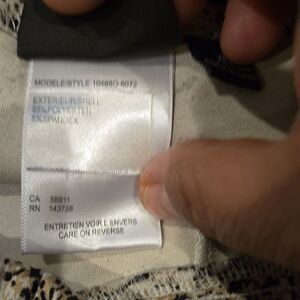 MODELE/STYLE 10488O-6073
EXTERIEUR/SHELL
95%POLYESTER
5%SPANDEX
CA 58911
RN 143728
ENTRETIEN VOIR L ENVERS
CARE ON REVERSE